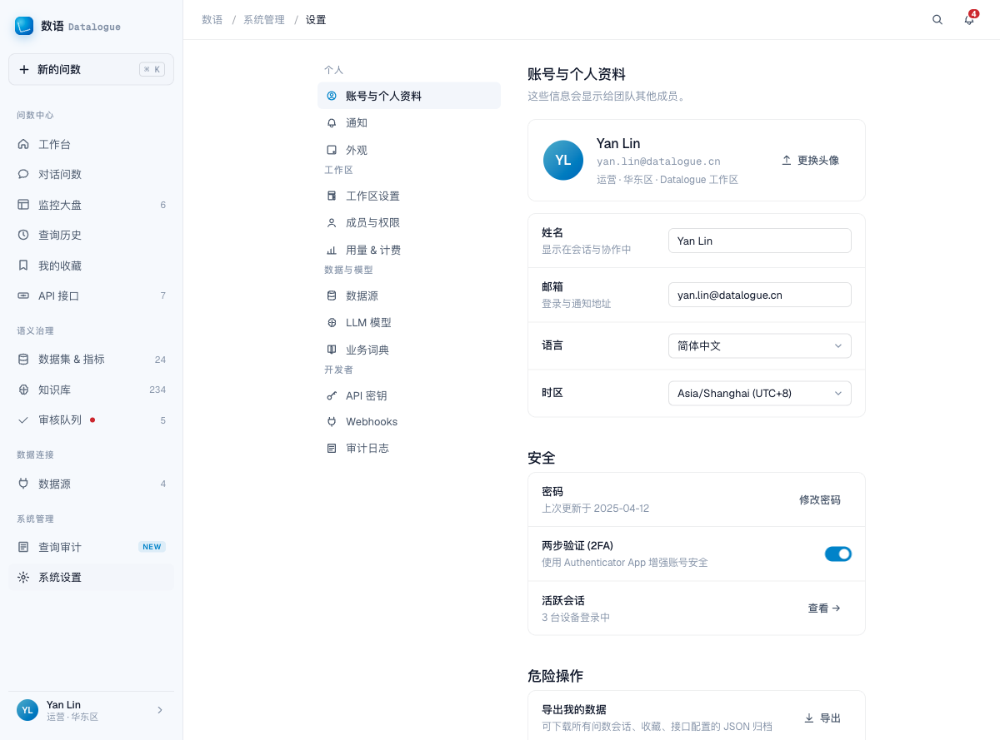 数语 Datalogue
新的问数 ⌘ K
问数中心
工作台
对话问数
监控大盘 6
查询历史
我的收藏
API 接口 7
语义治理
数据集 & 指标 24
知识库 234
审核队列 5
数据连接
数据源 4
系统管理
查询审计 NEW
系统设置
YL Yan Lin
运营 · 华东区
数语 / 系统管理 / 设置
4
个人
账号与个人资料
通知
外观
工作区
工作区设置
成员与权限
用量 & 计费
数据与模型
数据源
LLM 模型
业务词典
开发者
API 密钥
Webhooks
审计日志
账号与个人资料
这些信息会显示给团队其他成员。
YL
Yan Lin
yan.lin@datalogue.cn
运营 · 华东区 · Datalogue 工作区
更换头像
姓名
显示在会话与协作中
Yan Lin
邮箱
登录与通知地址
yan.lin@datalogue.cn
语言
简体中文
时区
Asia/Shanghai (UTC+8)
安全
密码
上次更新于 2025-04-12
修改密码
两步验证 (2FA)
使用 Authenticator App 增强账号安全
活跃会话
3 台设备登录中
查看 →
危险操作
导出我的数据
可下载所有问数会话、收藏、接口配置的 JSON 归档
导出